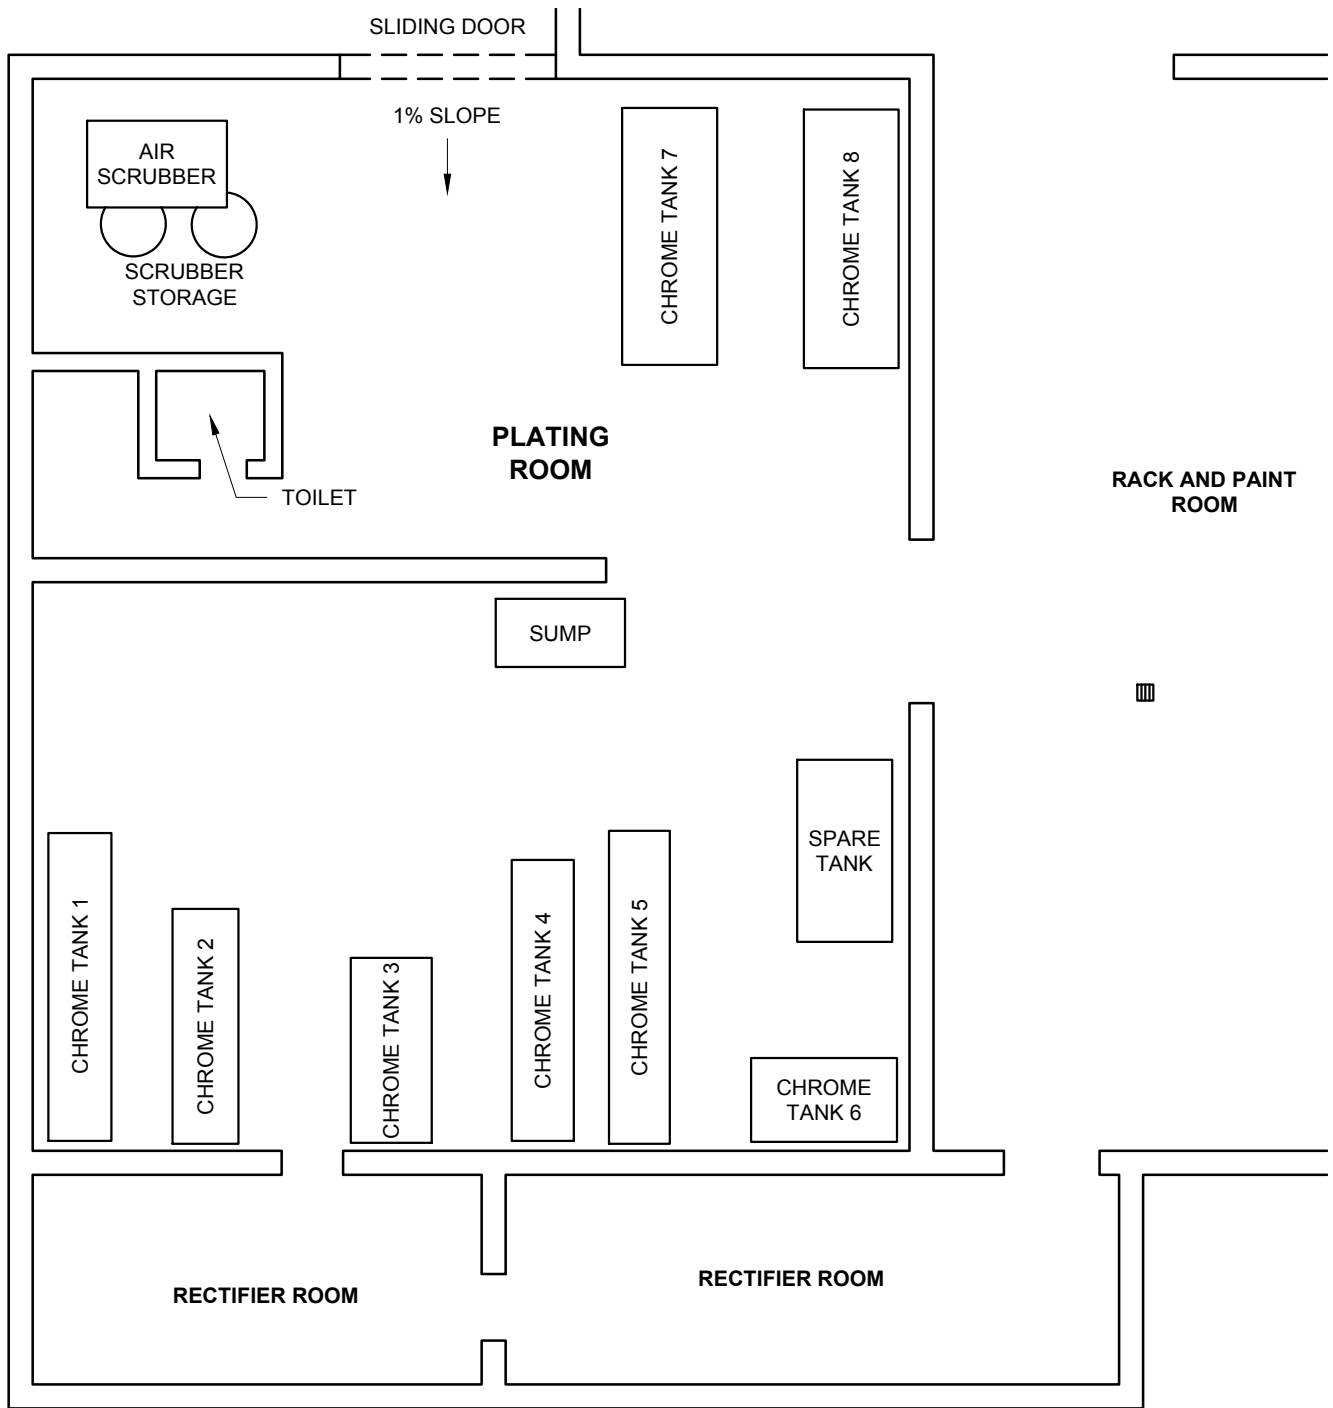 SLIDING DOOR
1% SLOPE
AIR
SCRUBBER
SCRUBBER
STORAGE
CHROME TANK 7
CHROME TANK 8
PLATING
ROOM
TOILET
RACK AND PAINT
ROOM
SUMP
SPARE
TANK
CHROME TANK 1
CHROME TANK 2
CHROME TANK 3
CHROME TANK 4
CHROME TANK 5
CHROME
TANK 6
RECTIFIER ROOM
RECTIFIER ROOM